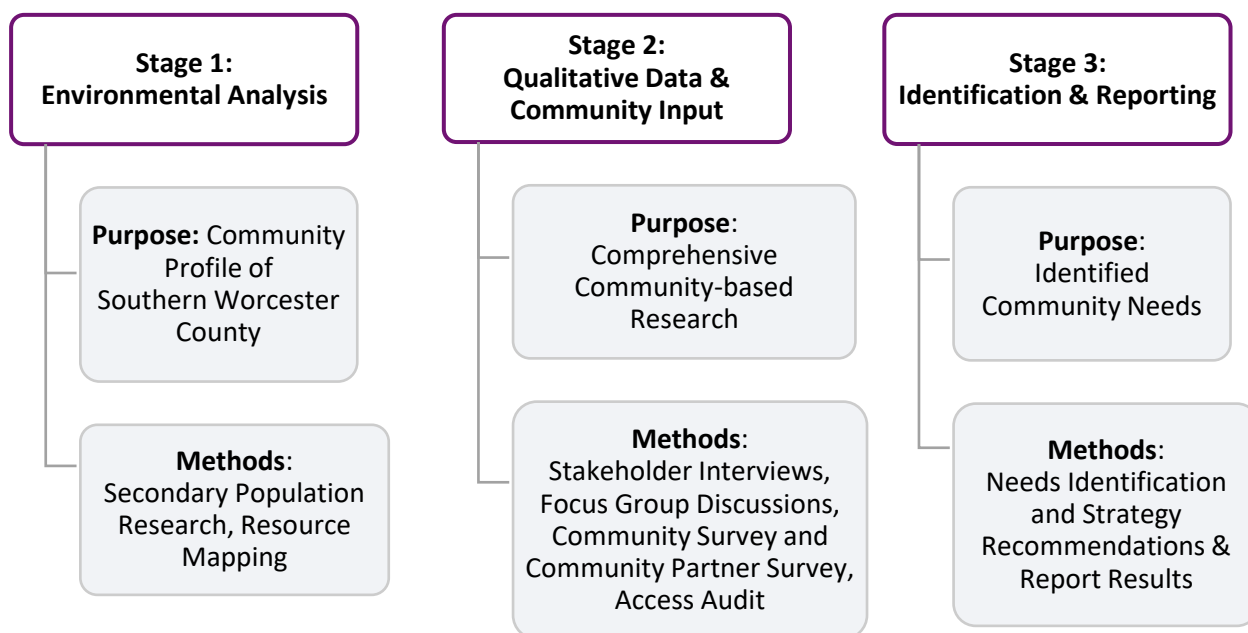 Stage 1:
Environmental Analysis
Purpose: Community
Profile of
Southern Worcester
County
Methods:
Secondary Population
Research, Resource
Mapping
Stage 2:
Qualitative Data &
Community Input
Purpose:
Comprehensive
Community-based
Research
Methods:
Stakeholder Interviews,
Focus Group Discussions,
Community Survey and
Community Partner Survey,
Access Audit
Stage 3:
Identification & Reporting
Purpose:
Identified
Community Needs
Methods:
Needs Identification
and Strategy
Recommendations &
Report Results